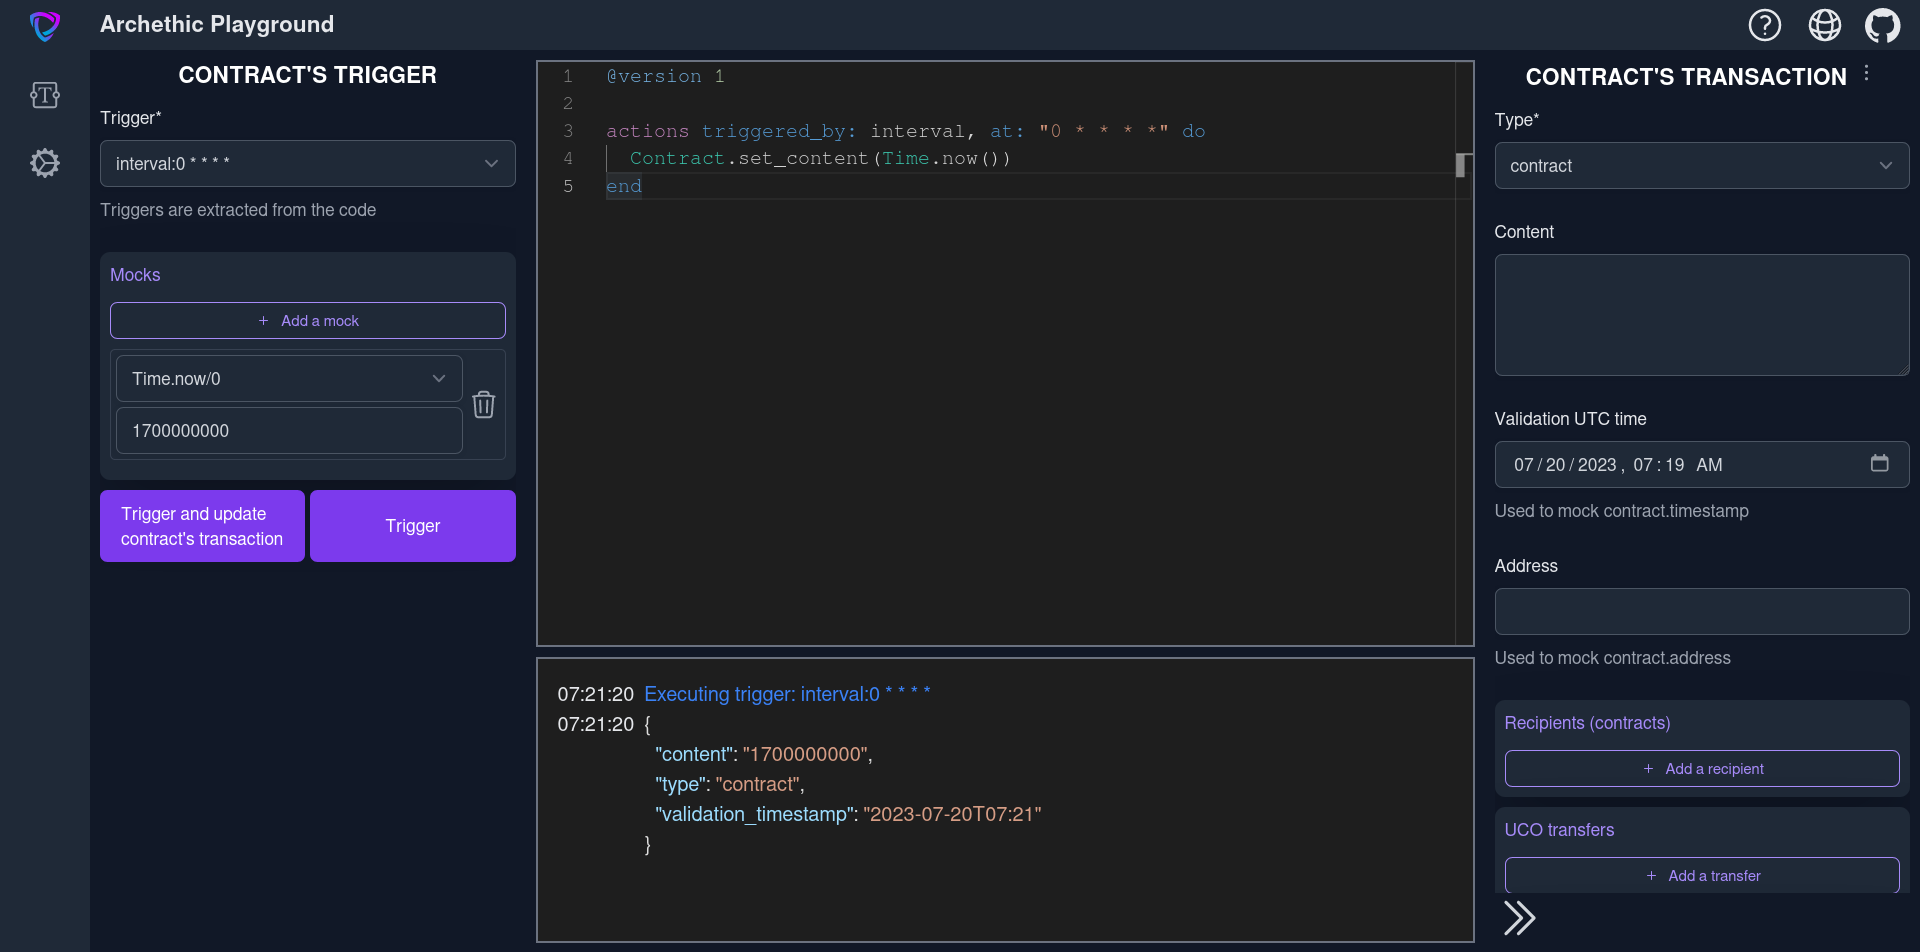 Archethic Playground
CONTRACT'S TRIGGER
Trigger*
interval:0 * * * *
Triggers are extracted from the code
Mocks
+ Add a mock
Time.now/0
1700000000
Trigger and update
contract's transaction
Trigger
1 @version 1
2
3 actions triggered_by: interval, at: "0 * * * *" do
4 Contract.set_content(Time.now())
5 end
07:21:20 Executing trigger: interval:0 * * * *
07:21:20 {
"content": "1700000000",
"type": "contract",
"validation_timestamp": "2023-07-20T07:21"
}
CONTRACT'S TRANSACTION
Type*
contract
Content
Validation UTC time
07/20/2023, 07:19 AM
Used to mock contract.timestamp
Address
Used to mock contract.address
Recipients (contracts)
+ Add a recipient
UCO transfers
+ Add a transfer